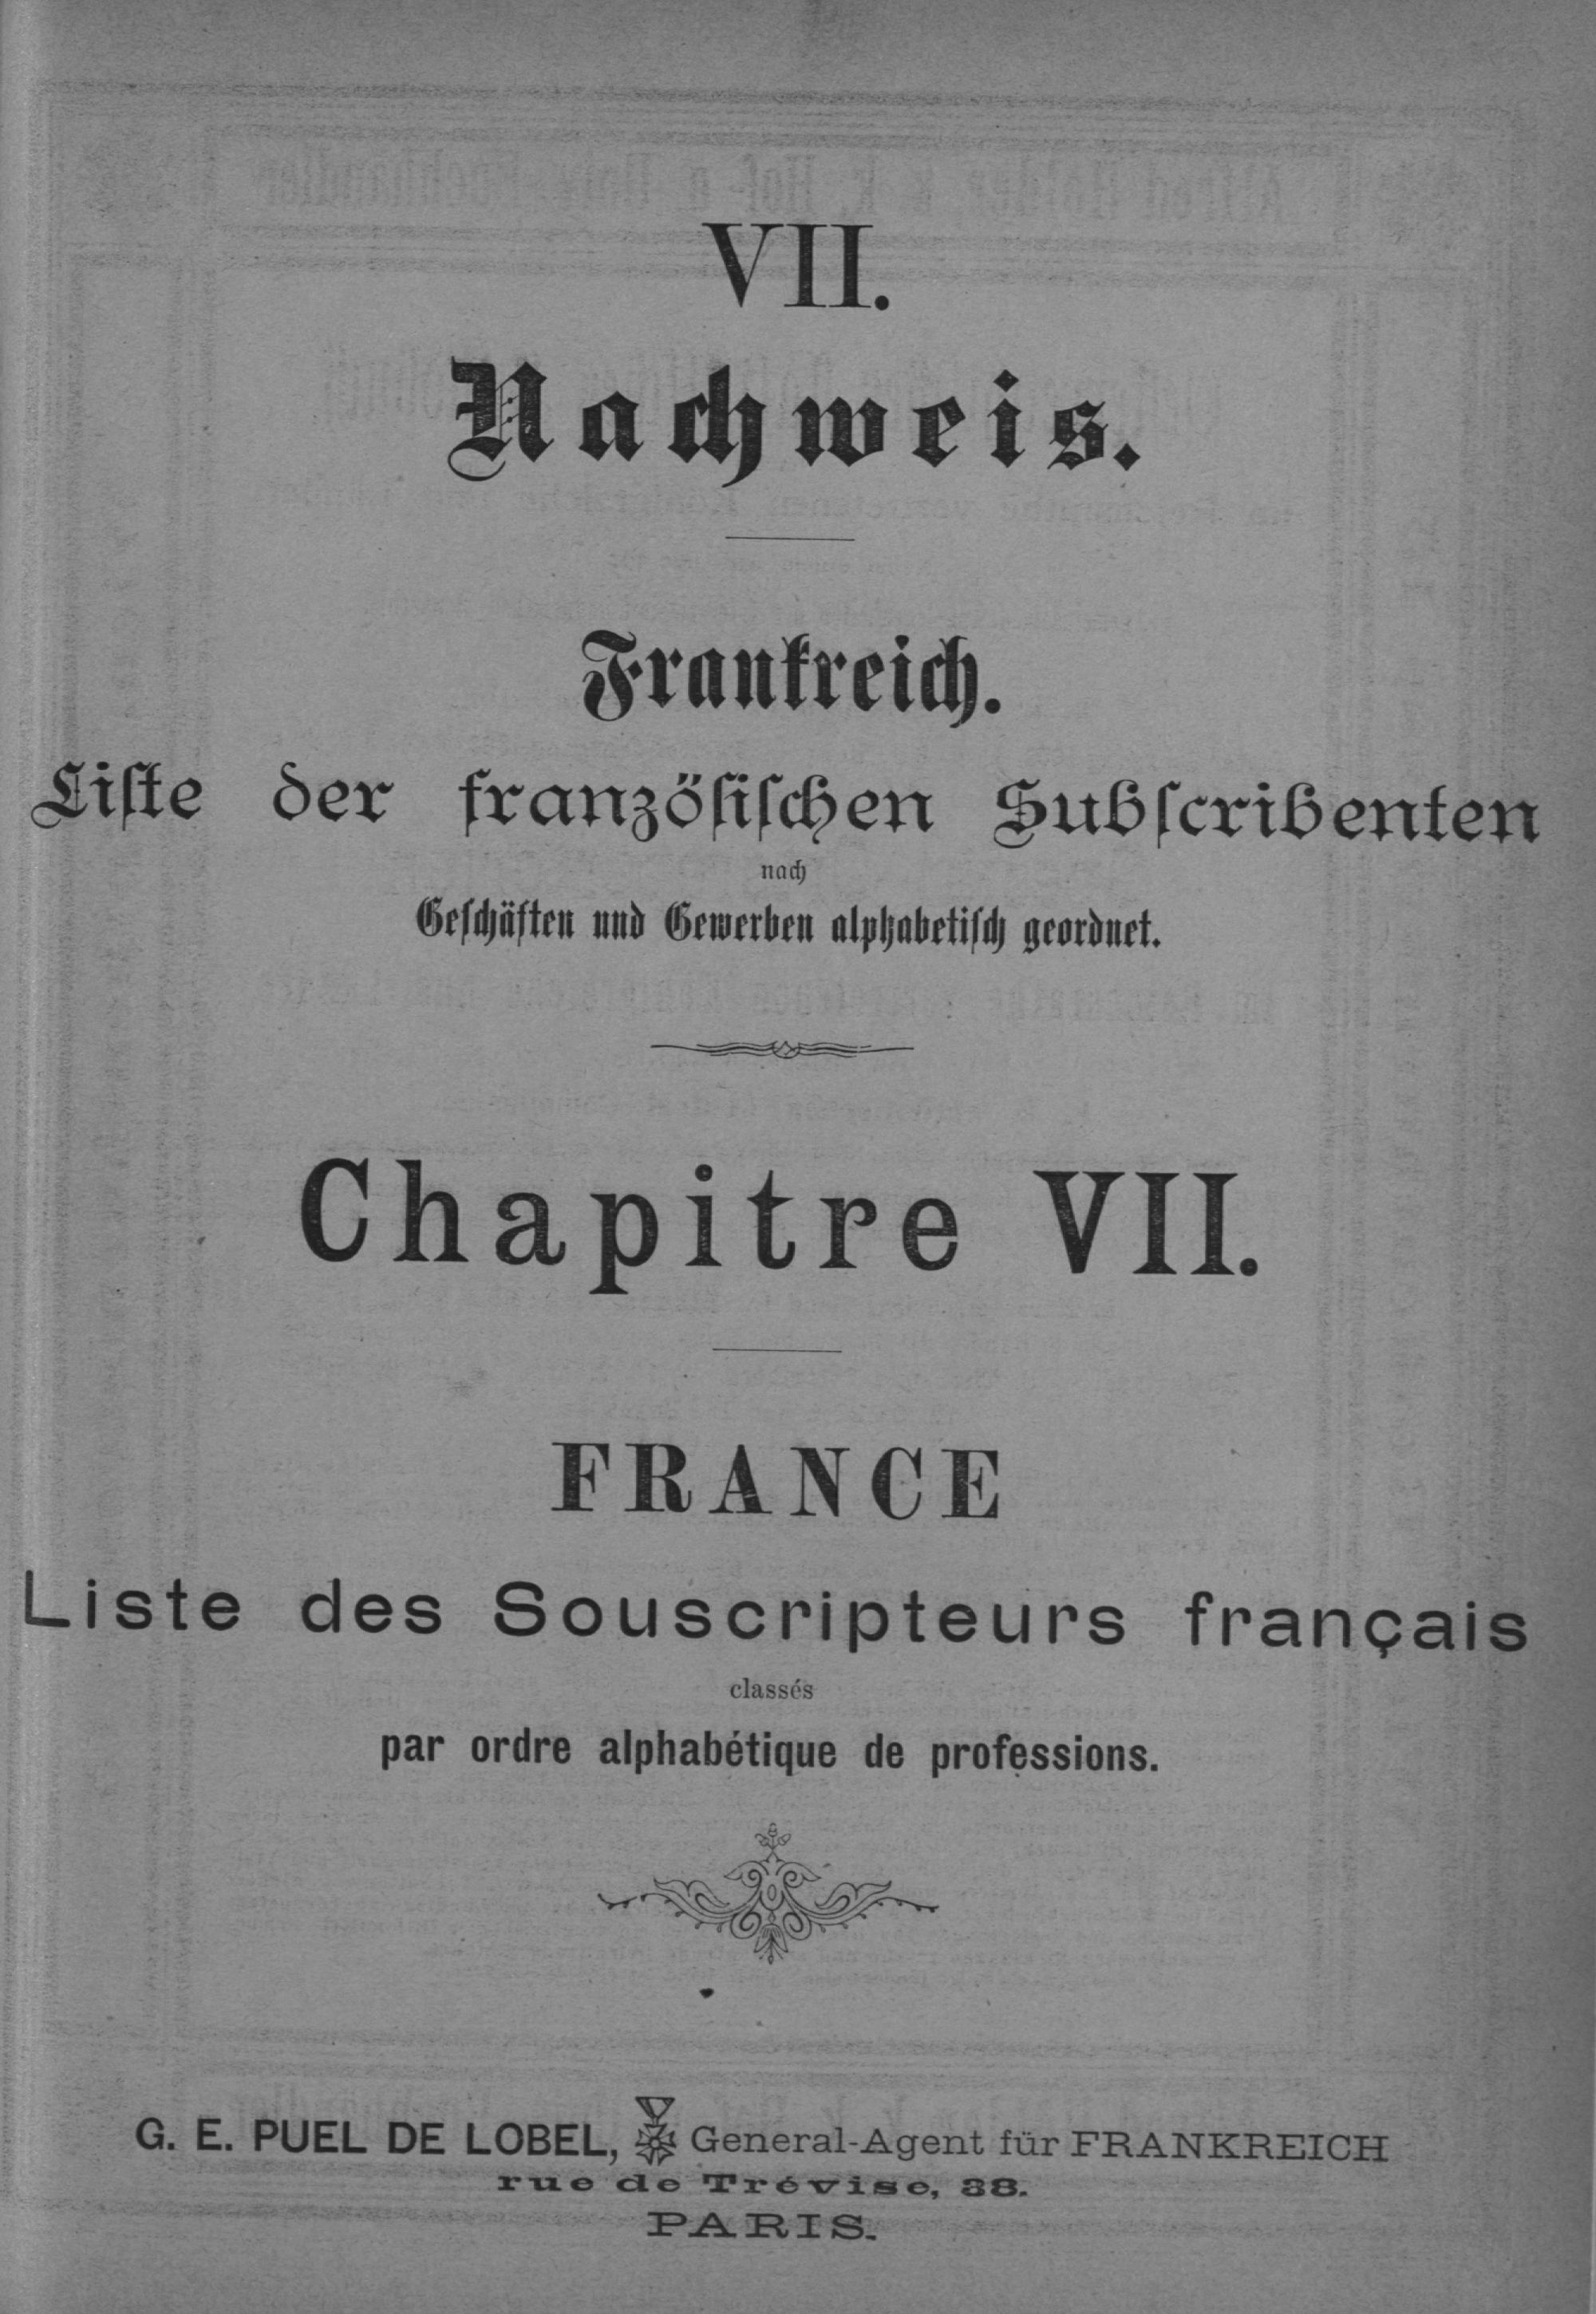 VII.
Nachweis.
Frankreich.
Liſte der franzöſiſchen Subſcribenten
nach
Geſchäften und Gewerben alphabetiſch geordnet.
Chapitre VII.
FRANCE
Liste des Souscripteurs français
classés
par ordre alphabétique de professions.
G. E. PUEL DE LOBEL, General-Agent für FRANKREICH
rue de Trévise, 38.
PARIS.